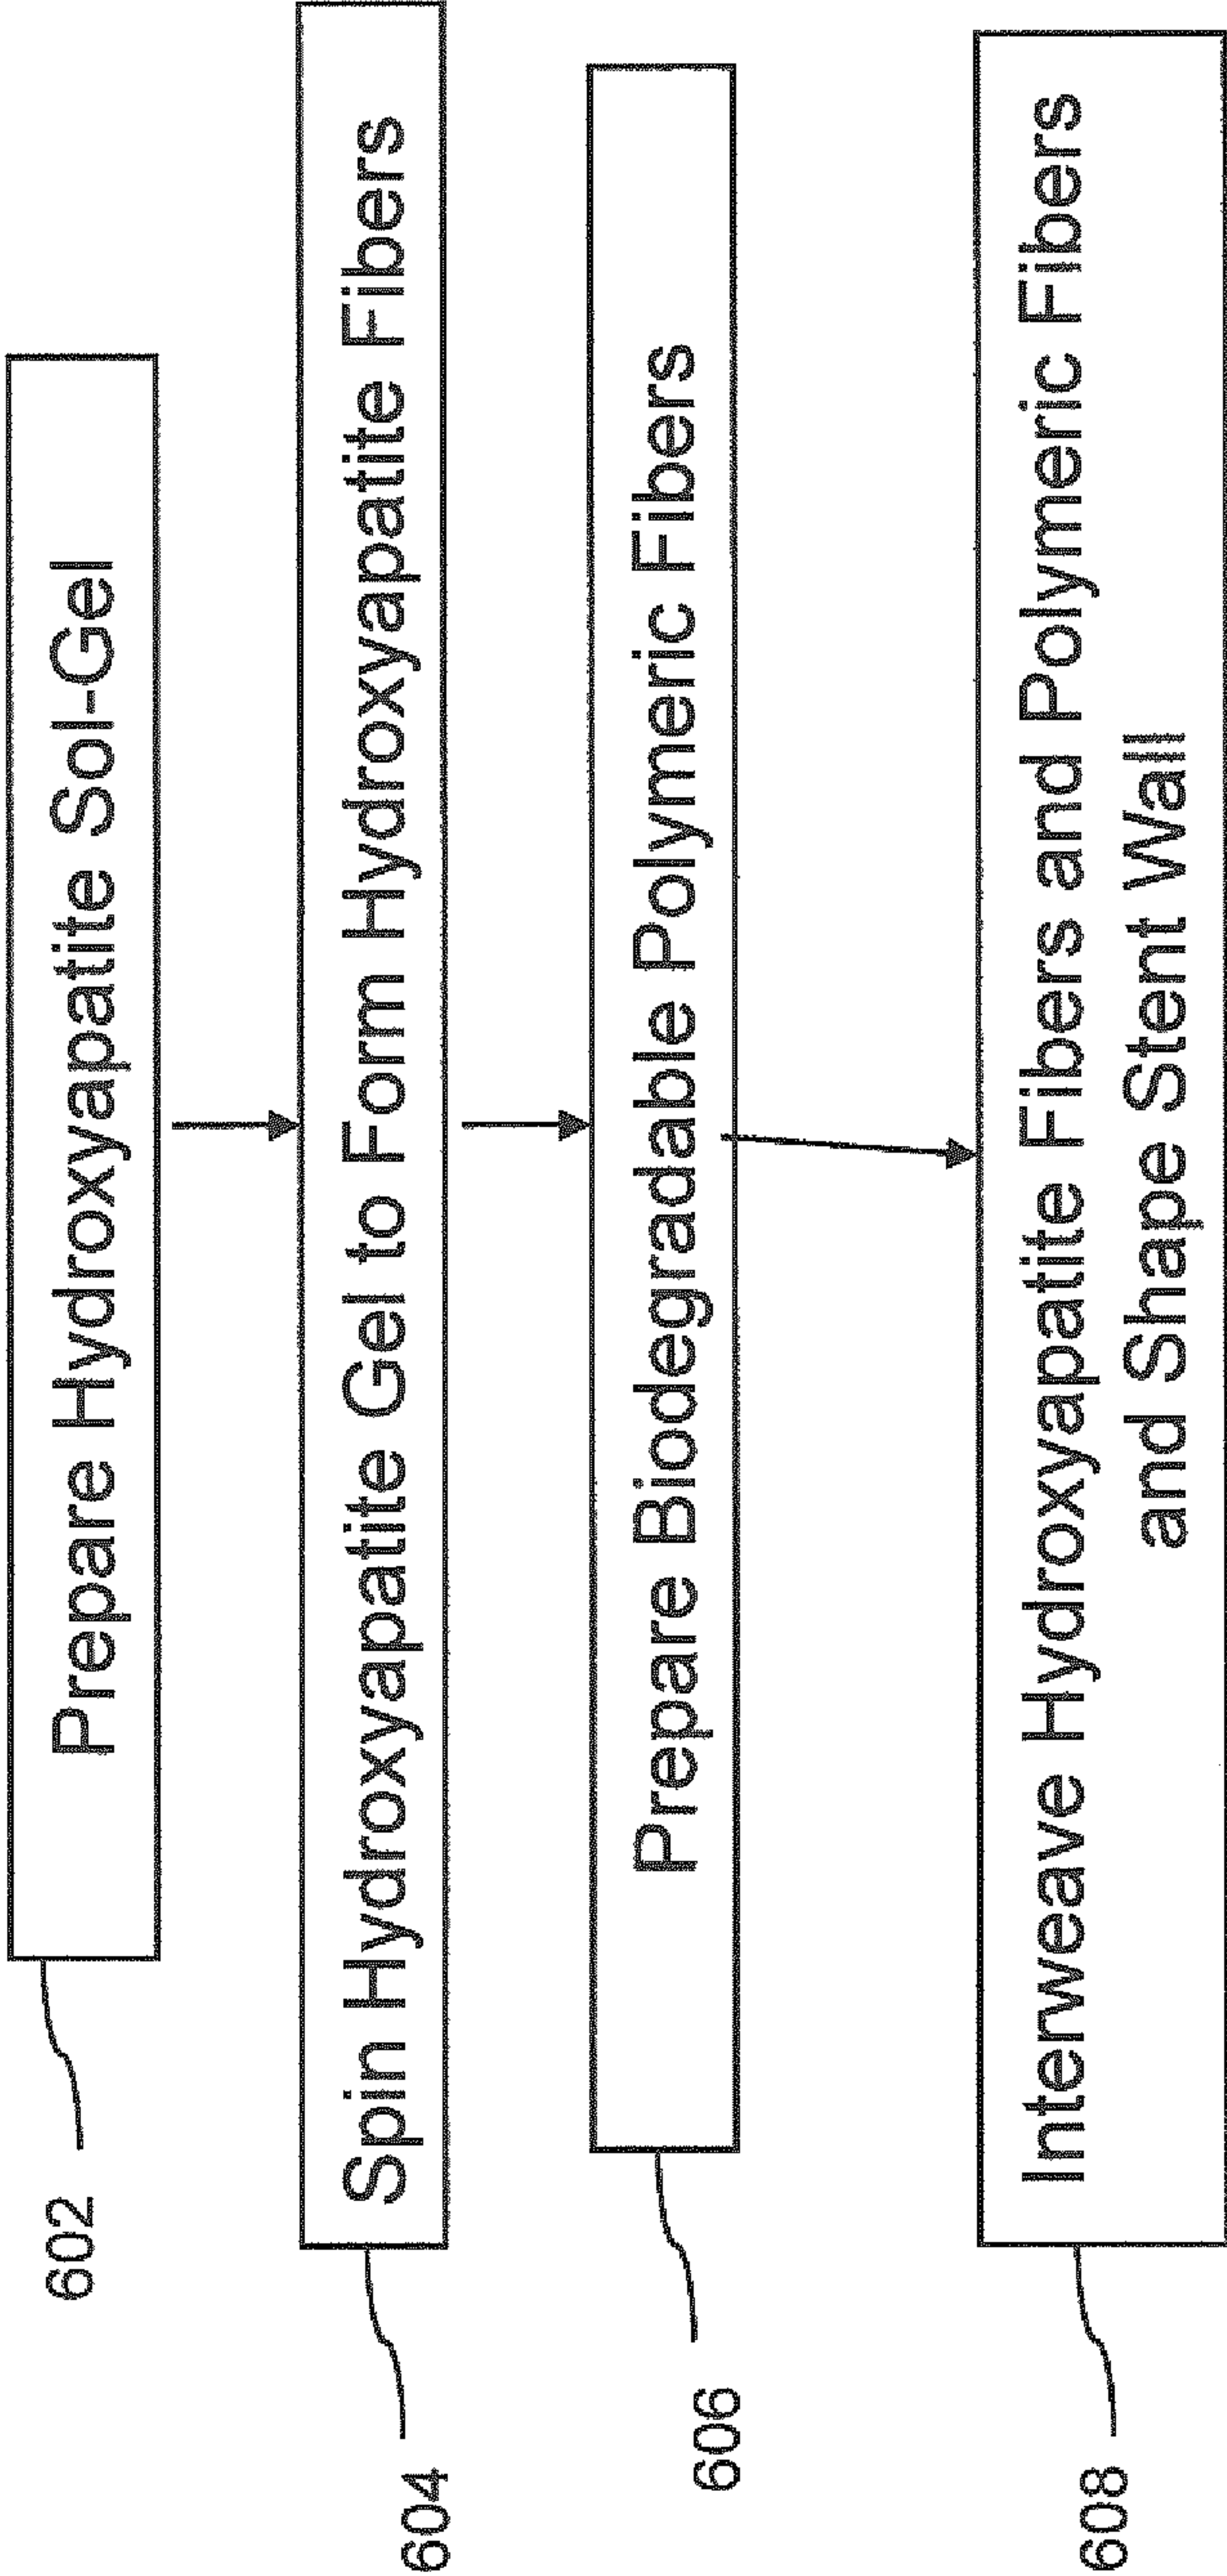 602
Prepare Hydroxyapatite Sol-Gel
604
Spin Hydroxyapatite Gel to Form Hydroxyapatite Fibers
606
Prepare Biodegradable Polymeric Fibers
608
Interweave Hydroxyapatite Fibers and Polymeric Fibers
and Shape Stent Wall